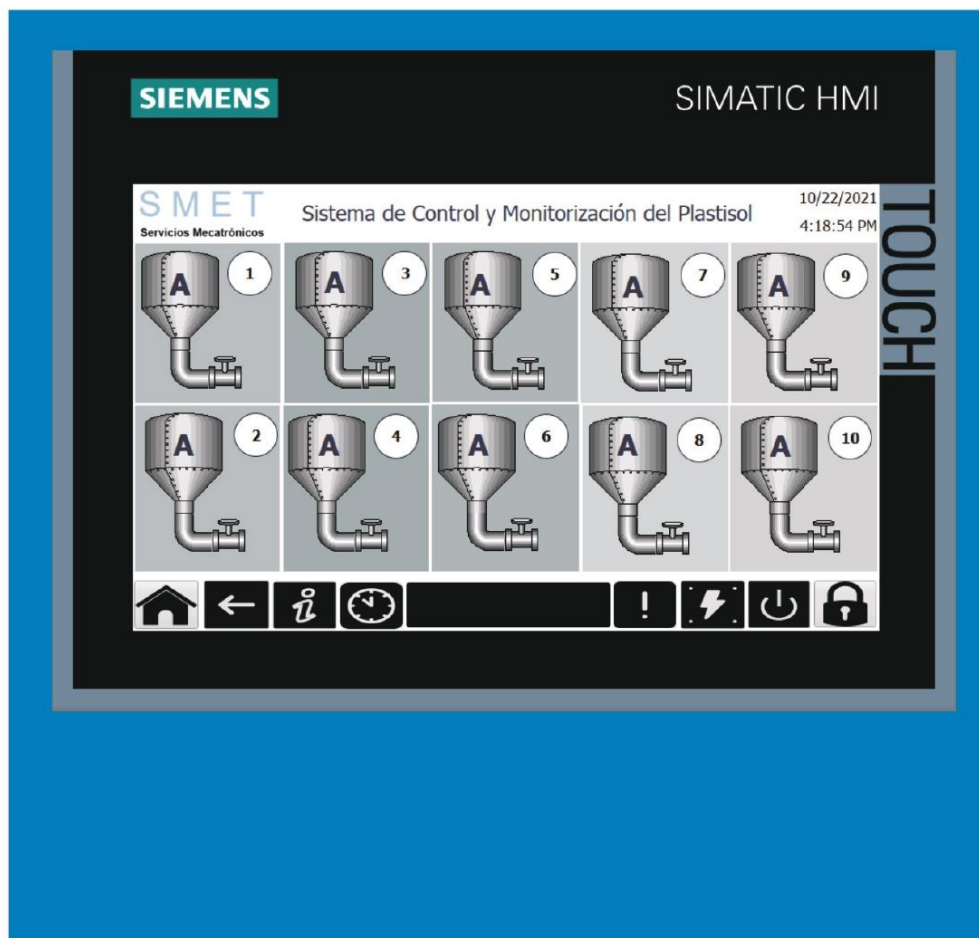 SIEMENS
SIMATIC HMI
TOUCH
SMET
Servicios Mecatrónicos
Sistema de Control y Monitorización del Plastisol
10/22/2021
4:18:54 PM
A 1
A 3
A 5
A 7
A 9
A 2
A 4
A 6
A 8
A 10